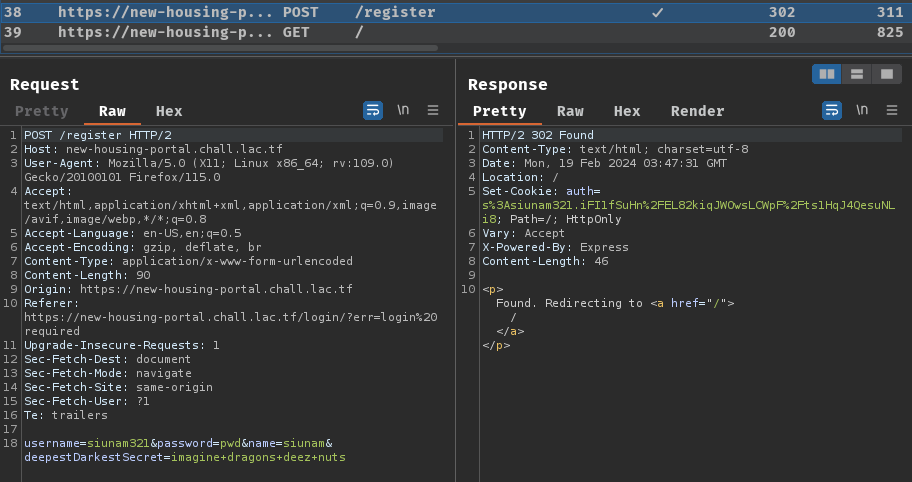 38 https://new-housing-p... POST /register ✓ 302 311
39 https://new-housing-p... GET / 200 825
Request
Pretty Raw Hex \n
1 POST /register HTTP/2
2 Host: new-housing-portal.chall.lac.tf
3 User-Agent: Mozilla/5.0 (X11; Linux x86_64; rv:109.0)
Gecko/20100101 Firefox/115.0
4 Accept:
text/html,application/xhtml+xml,application/xml;q=0.9,image
/avif,image/webp,*/*;q=0.8
5 Accept-Language: en-US,en;q=0.5
6 Accept-Encoding: gzip, deflate, br
7 Content-Type: application/x-www-form-urlencoded
8 Content-Length: 90
9 Origin: https://new-housing-portal.chall.lac.tf
10 Referer:
https://new-housing-portal.chall.lac.tf/login/?err=login%20
required
11 Upgrade-Insecure-Requests: 1
12 Sec-Fetch-Dest: document
13 Sec-Fetch-Mode: navigate
14 Sec-Fetch-Site: same-origin
15 Sec-Fetch-User: ?1
16 Te: trailers
17
18 username=siunam321&password=pwd&name=siunam&
deepestDarkestSecret=imagine+dragons+deez+nuts
Response
Pretty Raw Hex Render \n
1 HTTP/2 302 Found
2 Content-Type: text/html; charset=utf-8
3 Date: Mon, 19 Feb 2024 03:47:31 GMT
4 Location: /
5 Set-Cookie: auth=
s%3Asiunam321.iFI1fSuHn%2FEL82kiqJWOwsLCWpF%2Fts1HqJ4QesuNL
i8; Path=/; HttpOnly
6 Vary: Accept
7 X-Powered-By: Express
8 Content-Length: 46
9
10 <p>
Found. Redirecting to <a href="/">
/
</a>
</p>